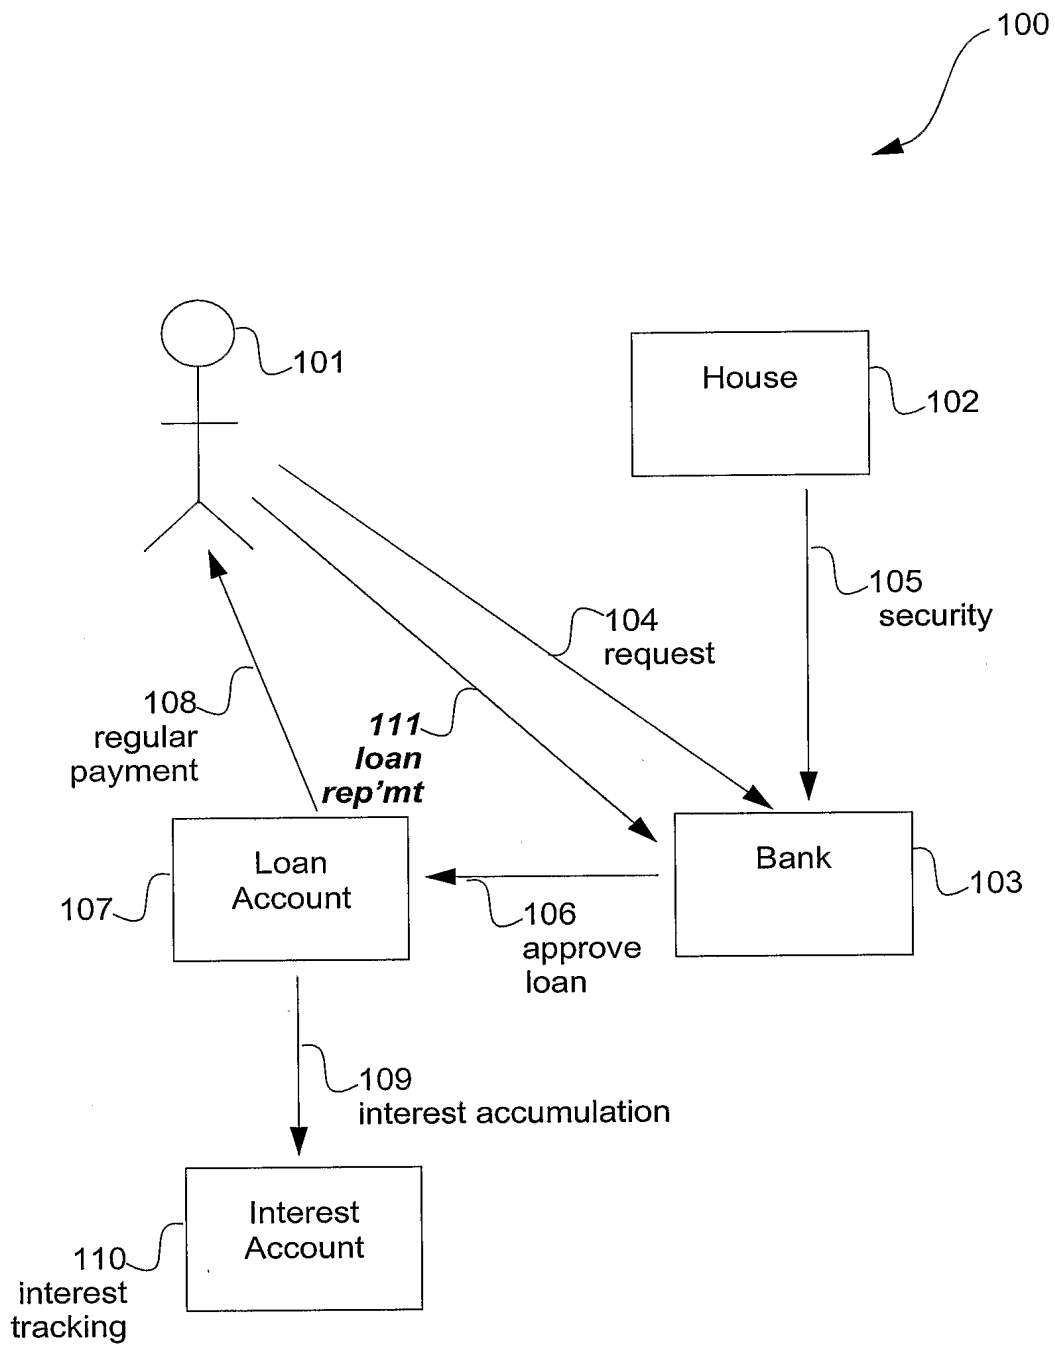 100
101
House
102
105
security
104
request
108
regular
payment
111
loan
rep'mt
Loan
Account
107
Bank
103
106
approve
loan
109
interest accumulation
Interest
Account
110
interest
tracking